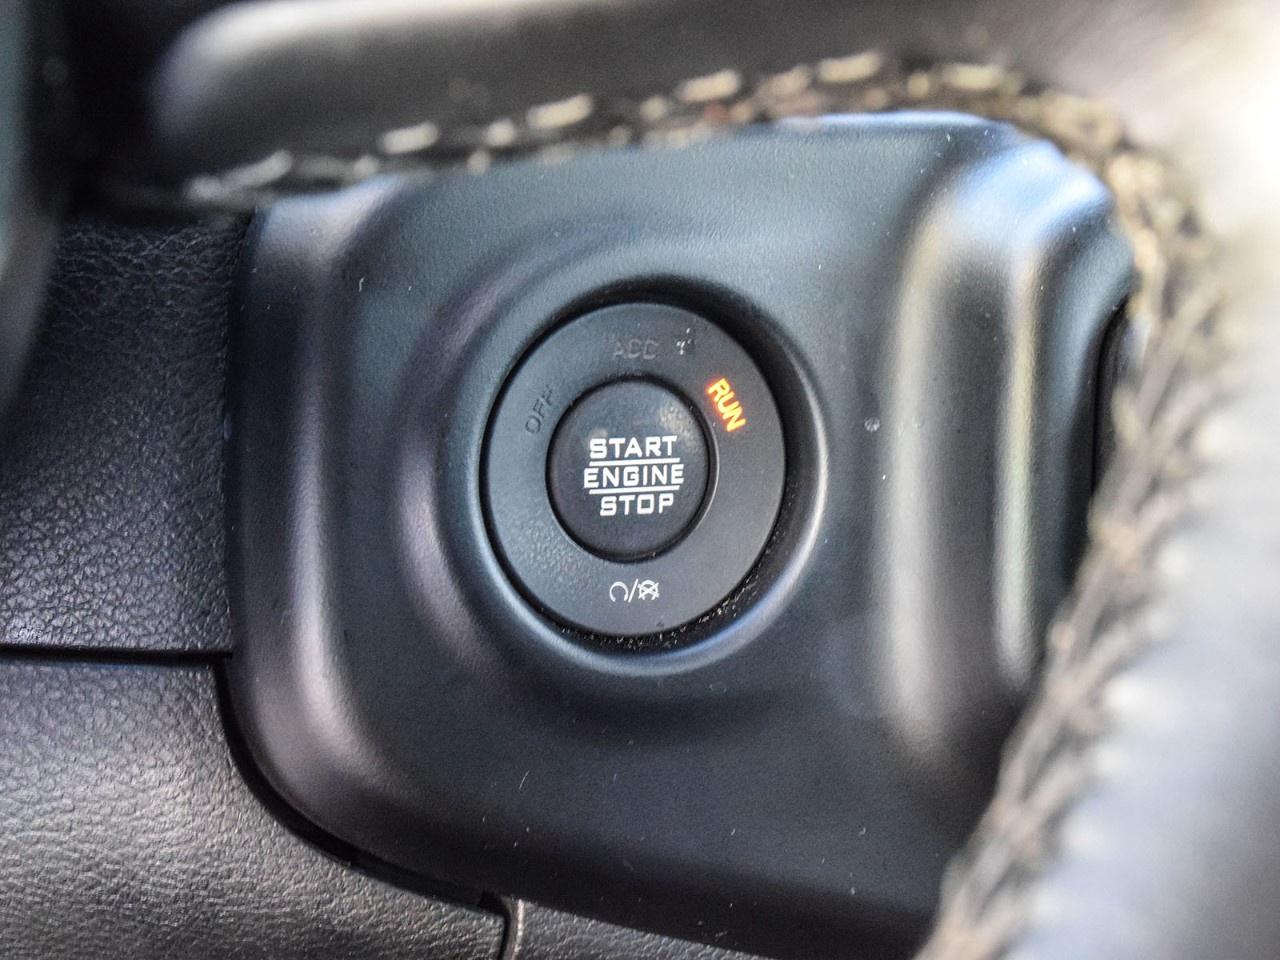 ACC
OFF
RUN
START
ENGINE
STOP